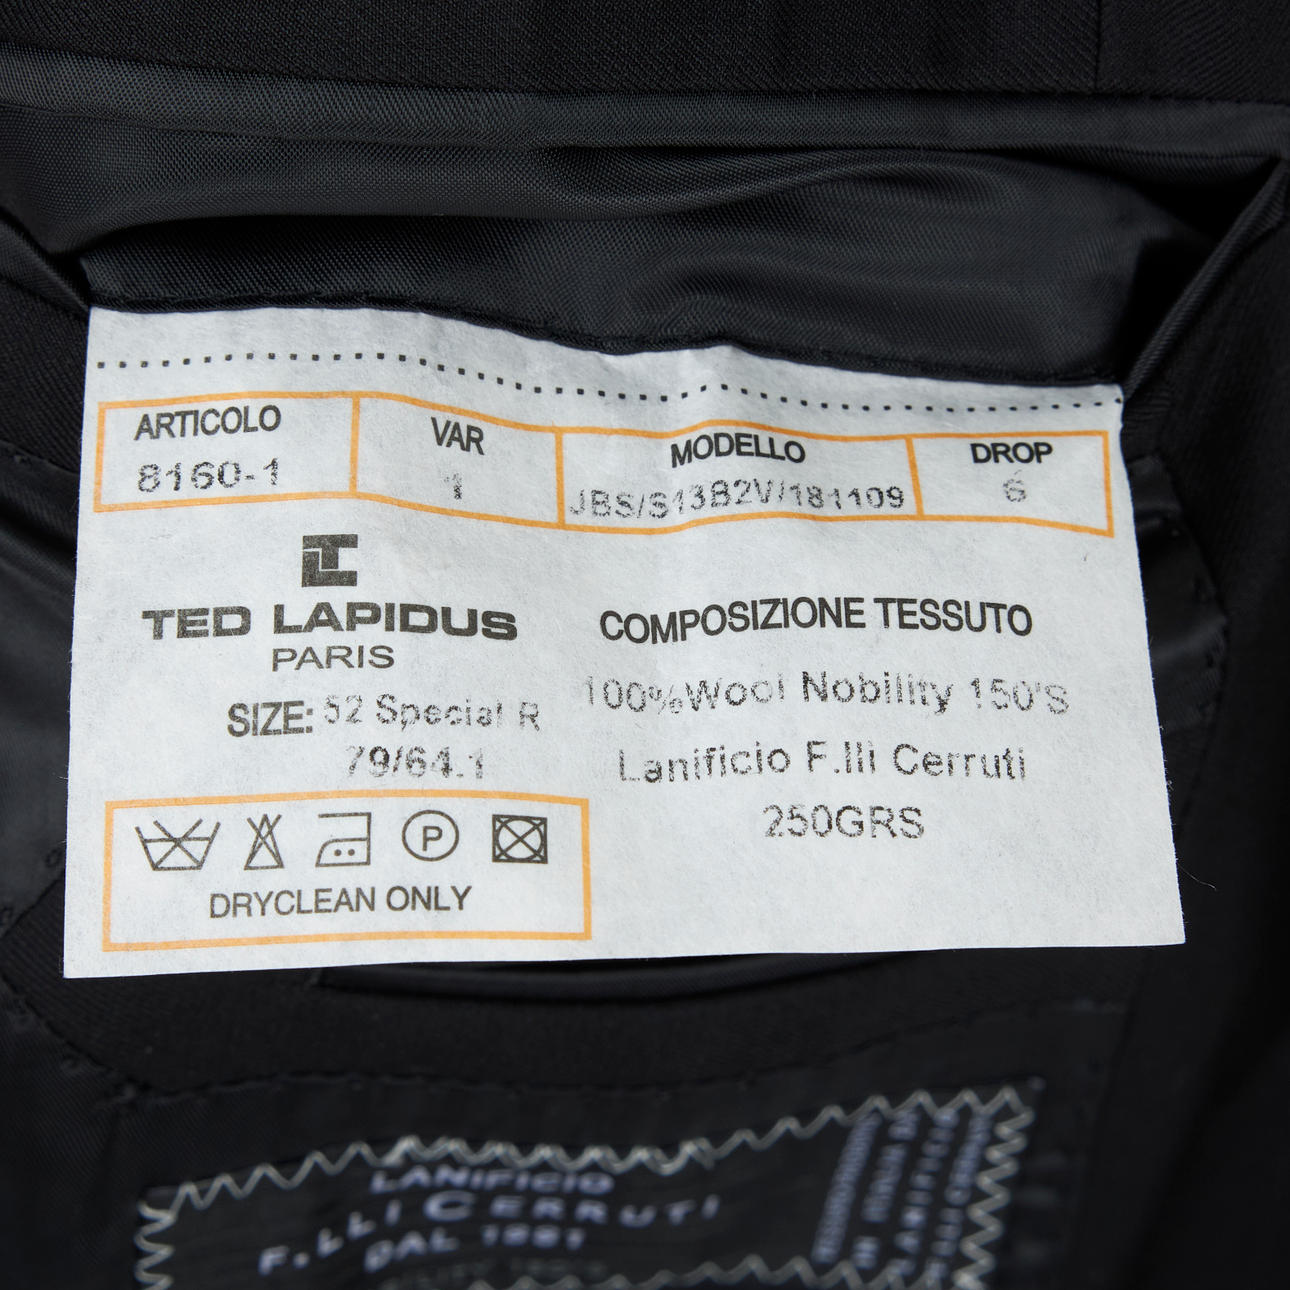 ARTICOLO VAR MODELLO DROP
8160-1 1 JBS/S13B2V/181109 6
TED LAPIDUS
PARIS
SIZE: 52 Special R
79/64.1
COMPOSIZIONE TESSUTO
100%Wool Nobility 150'S
Lanificio F.lli Cerruti
250GRS
P
DRYCLEAN ONLY
LANIFICIO
F.LLI CERRUTI
DAL 1881